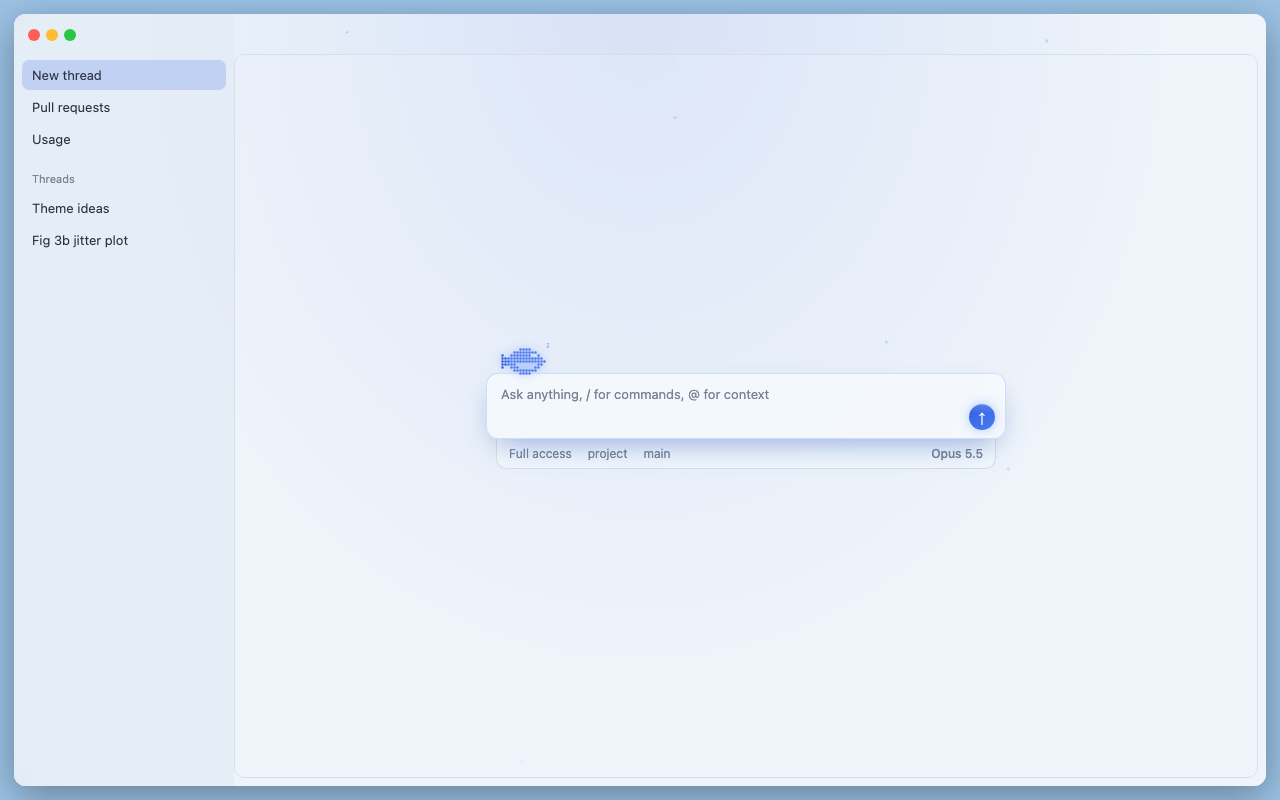 New thread
Pull requests
Usage
Threads
Theme ideas
Fig 3b jitter plot
Ask anything, / for commands, @ for context
↑
Full access project main Opus 5.5